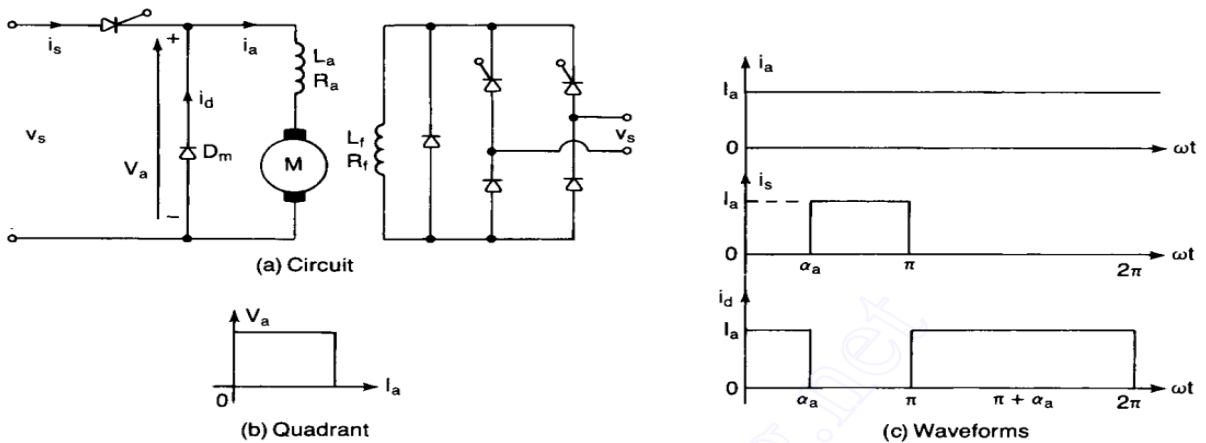 i_s
+
i_a
L_a
R_a
i_d
v_s
V_a
D_m
M
−
L_f
R_f
v_s
(a) Circuit
V_a
0
I_a
(b) Quadrant
i_a
I_a
0
ωt
i_s
I_a
0
α_a
π
2π
ωt
i_d
I_a
0
α_a
π
π + α_a
2π
ωt
(c) Waveforms
g.net